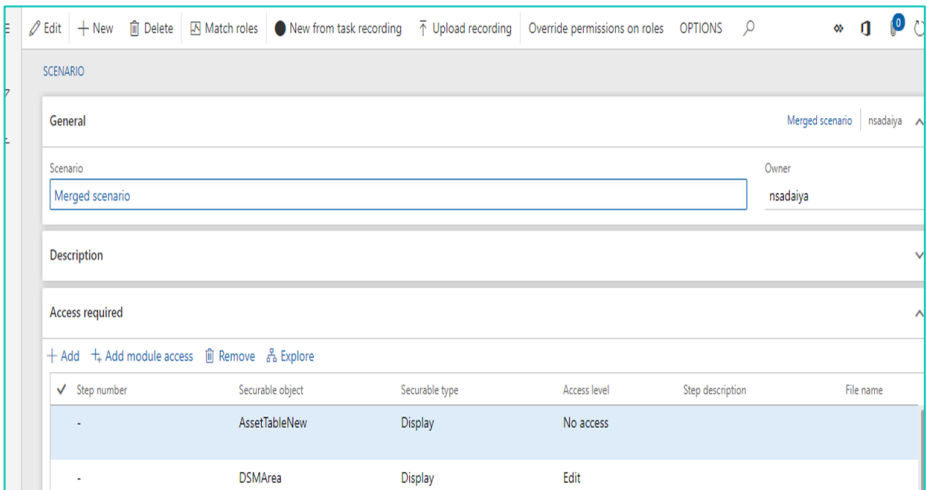 Edit + New Delete Match roles New from task recording Upload recording Override permissions on roles OPTIONS 0
SCENARIO
General Merged scenario nsadaiya
Scenario Owner
Merged scenario nsadaiya
Description
Access required
+ Add Add module access Remove Explore
Step number Securable object Securable type Access level Step description File name
- AssetTableNew Display No access
- DSMArea Display Edit